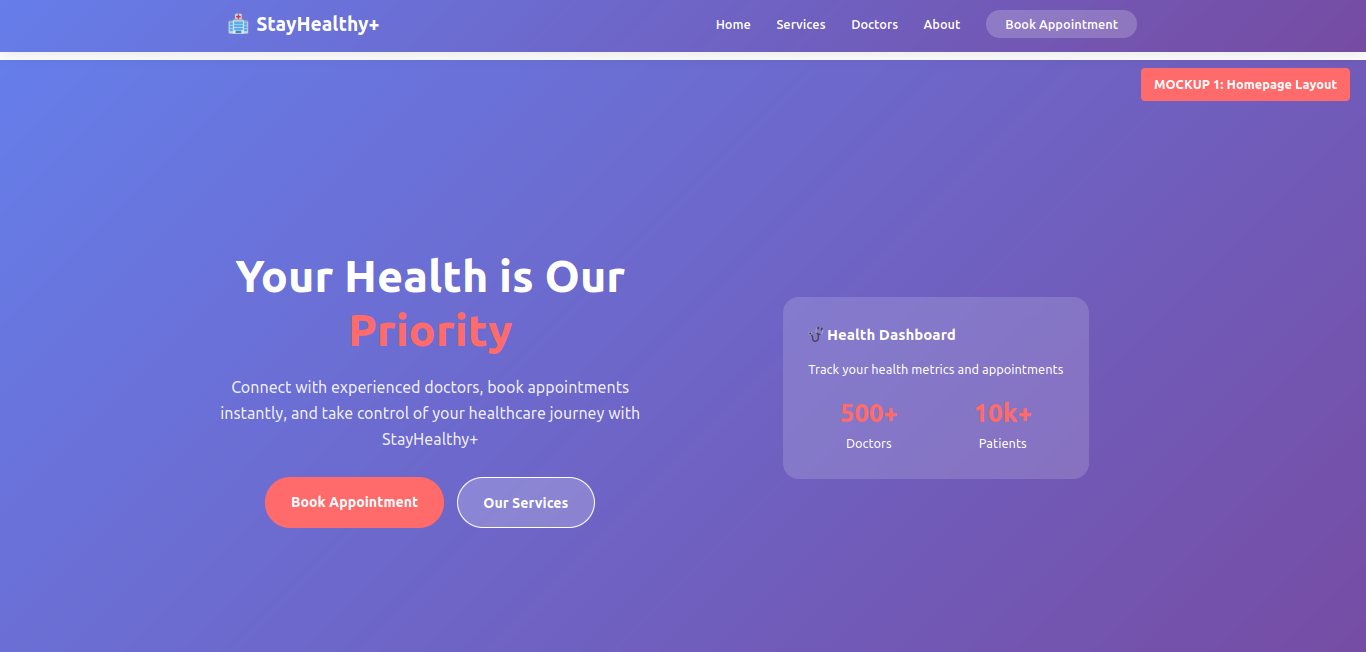 StayHealthy+
Home Services Doctors About Book Appointment
MOCKUP 1: Homepage Layout
Your Health is Our
Priority
Connect with experienced doctors, book appointments
instantly, and take control of your healthcare journey with
StayHealthy+
Book Appointment Our Services
Health Dashboard
Track your health metrics and appointments
500+ 10k+
Doctors Patients